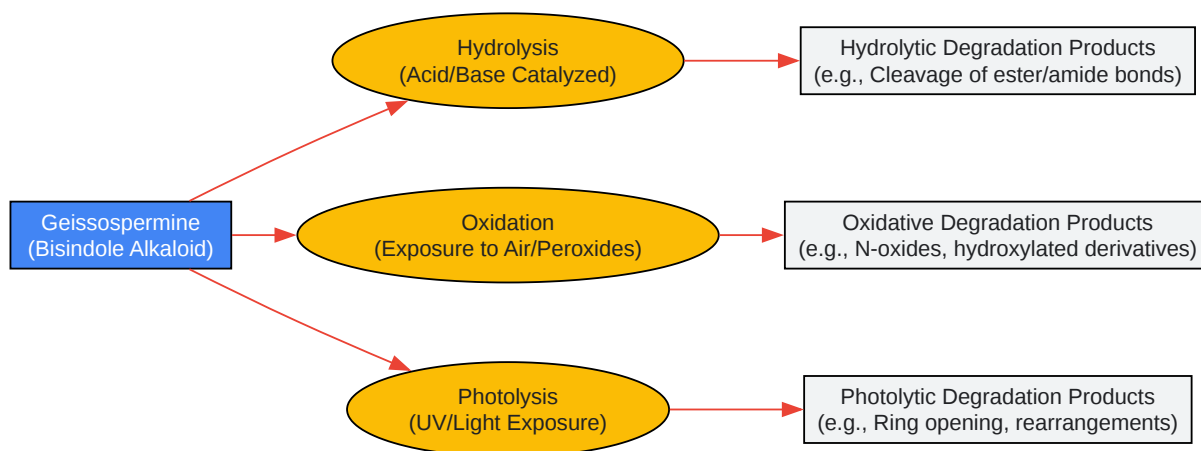 Hydrolysis
(Acid/Base Catalyzed)
Hydrolytic Degradation Products
(e.g., Cleavage of ester/amide bonds)
Geissospermine
(Bisindole Alkaloid)
Oxidation
(Exposure to Air/Peroxides)
Oxidative Degradation Products
(e.g., N-oxides, hydroxylated derivatives)
Photolysis
(UV/Light Exposure)
Photolytic Degradation Products
(e.g., Ring opening, rearrangements)